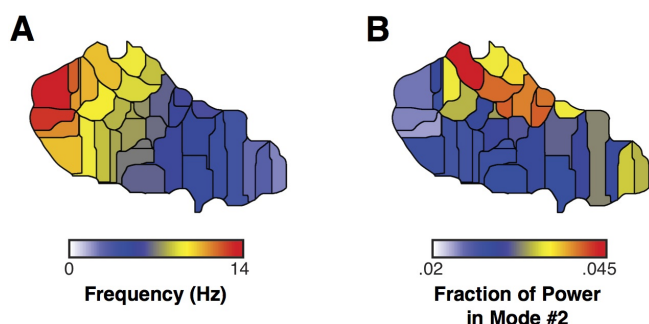 A
B
0
14
Frequency (Hz)
.02
.045
Fraction of Power
in Mode #2